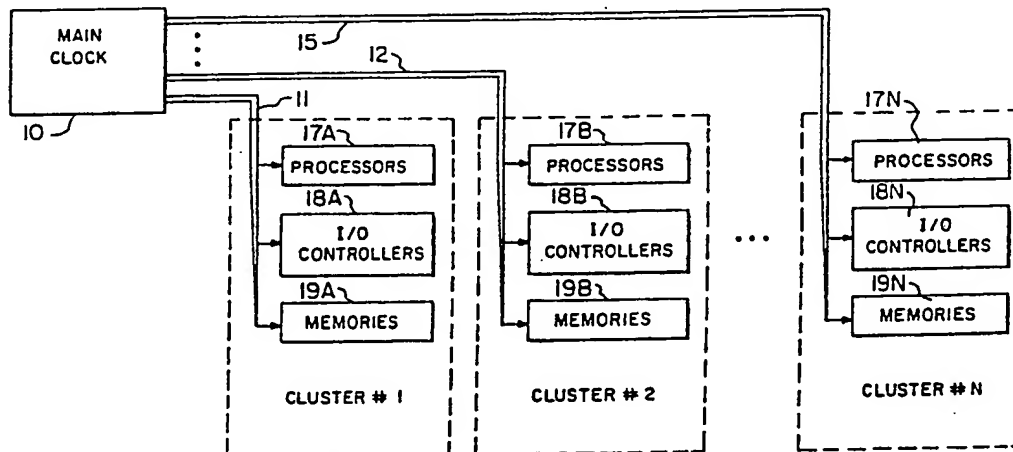 MAIN
CLOCK
10
15
12
11
17A
PROCESSORS
18A
I/O
CONTROLLERS
19A
MEMORIES
CLUSTER # 1
17B
PROCESSORS
18B
I/O
CONTROLLERS
19B
MEMORIES
CLUSTER # 2
17N
PROCESSORS
18N
I/O
CONTROLLERS
19N
MEMORIES
CLUSTER # N